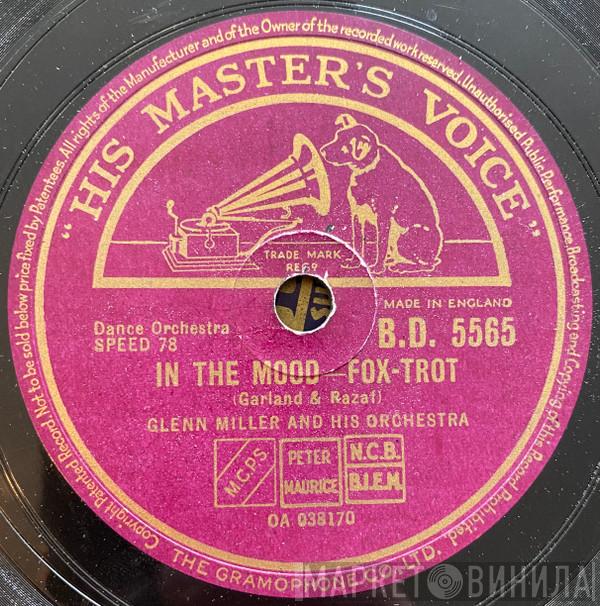 Copyright Patented Record Not to be sold below price fixed by Patentees. All rights of the Manufacturer and of the Owner of the recorded work reserved. Unauthorised Public Performance Broadcasting and Copying of this Record Prohibited.
"HIS MASTER'S VOICE"
TRADE MARK
MADE IN ENGLAND
Dance Orchestra
SPEED 78
B.D. 5565
IN THE MOOD—FOX-TROT
(Garland & Razaf)
GLENN MILLER AND HIS ORCHESTRA
M.C.P.S
PETER
MAURICE
N.C.B.
B.I.E.M.
OA 038170
THE GRAMOPHONE CO. LTD.
МАРКЕТ ВИНИЛА!